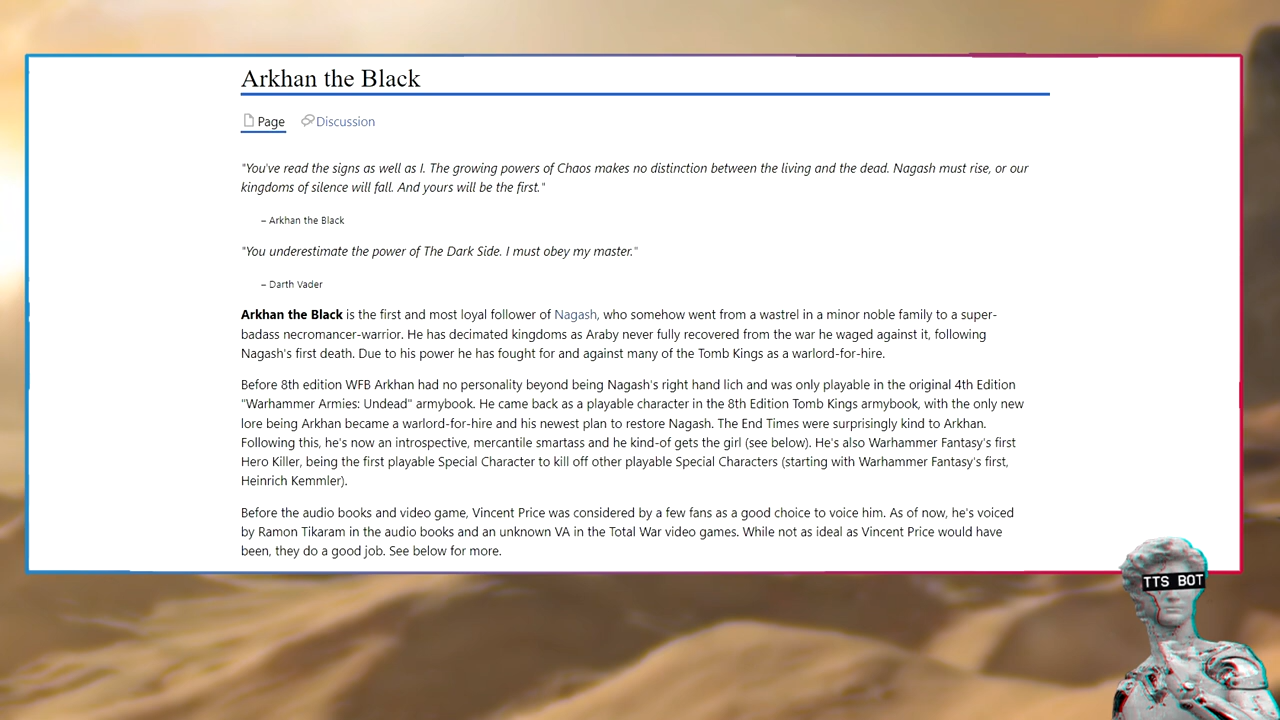 Arkhan the Black
Page Discussion
"You've read the signs as well as I. The growing powers of Chaos makes no distinction between the living and the dead. Nagash must rise, or our
kingdoms of silence will fall. And yours will be the first."
– Arkhan the Black
"You underestimate the power of The Dark Side. I must obey my master."
– Darth Vader
Arkhan the Black is the first and most loyal follower of Nagash, who somehow went from a wastrel in a minor noble family to a super-
badass necromancer-warrior. He has decimated kingdoms as Araby never fully recovered from the war he waged against it, following
Nagash's first death. Due to his power he has fought for and against many of the Tomb Kings as a warlord-for-hire.
Before 8th edition WFB Arkhan had no personality beyond being Nagash's right hand lich and was only playable in the original 4th Edition
"Warhammer Armies: Undead" armybook. He came back as a playable character in the 8th Edition Tomb Kings armybook, with the only new
lore being Arkhan became a warlord-for-hire and his newest plan to restore Nagash. The End Times were surprisingly kind to Arkhan.
Following this, he's now an introspective, mercantile smartass and he kind-of gets the girl (see below). He's also Warhammer Fantasy's first
Hero Killer, being the first playable Special Character to kill off other playable Special Characters (starting with Warhammer Fantasy's first,
Heinrich Kemmler).
Before the audio books and video game, Vincent Price was considered by a few fans as a good choice to voice him. As of now, he's voiced
by Ramon Tikaram in the audio books and an unknown VA in the Total War video games. While not as ideal as Vincent Price would have
been, they do a good job. See below for more.
TTS BOT